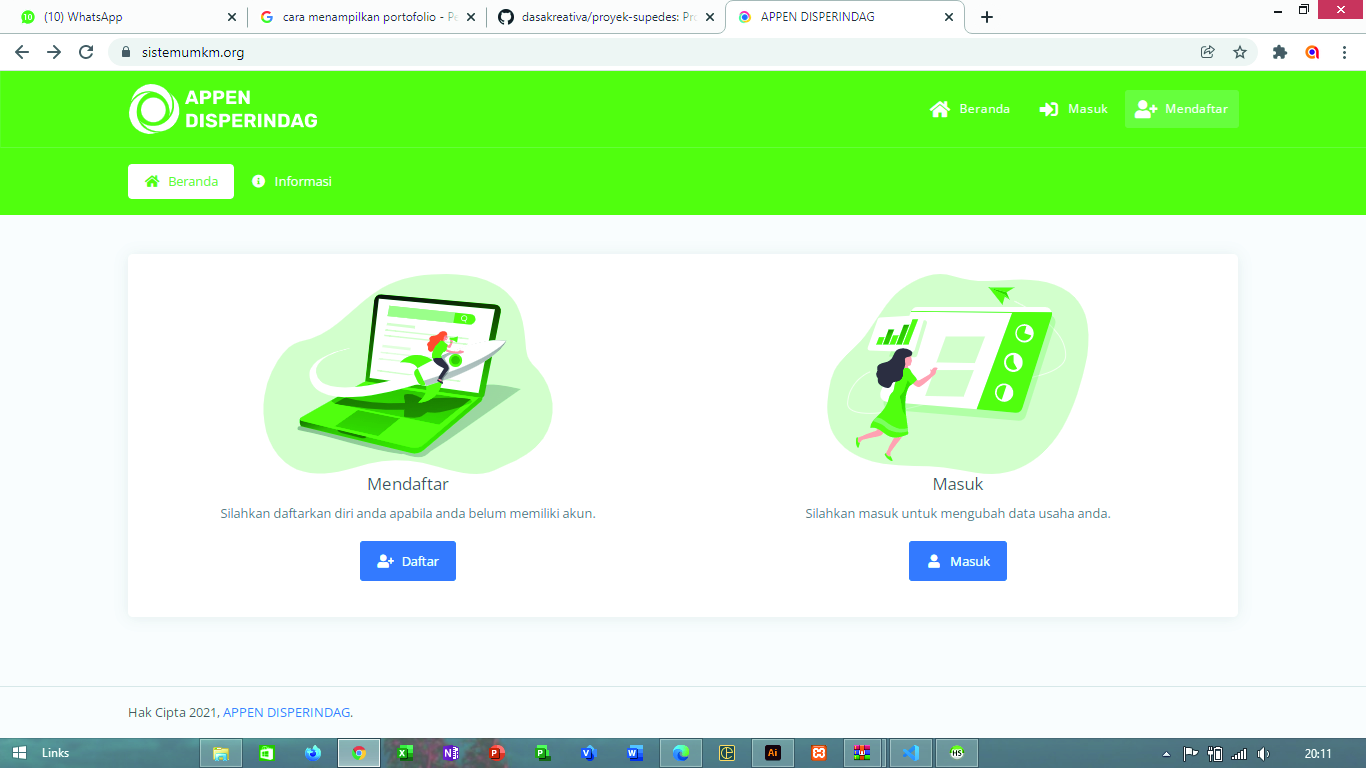 (10) WhatsApp
cara menampilkan portofolio - Pe
dasakreativa/proyek-supedes: Pro
APPEN DISPERINDAG
sistemumkm.org
APPEN
DISPERINDAG
Beranda
Masuk
Mendaftar
Beranda
Informasi
Mendaftar
Silahkan daftarkan diri anda apabila anda belum memiliki akun.
Daftar
Masuk
Silahkan masuk untuk mengubah data usaha anda.
Masuk
Hak Cipta 2021, APPEN DISPERINDAG.
Links
20:11